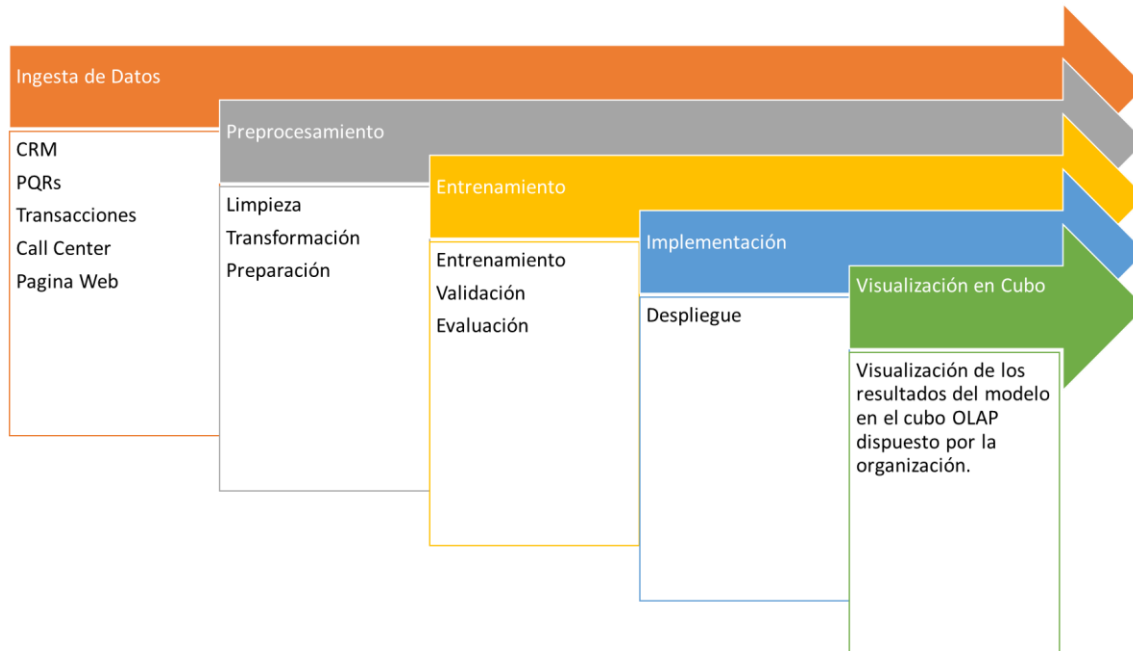 Ingesta de Datos
CRM
PQRs
Transacciones
Call Center
Pagina Web
Preprocesamiento
Limpieza
Transformación
Preparación
Entrenamiento
Entrenamiento
Validación
Evaluación
Implementación
Despliegue
Visualización en Cubo
Visualización de los
resultados del modelo
en el cubo OLAP
dispuesto por la
organización.